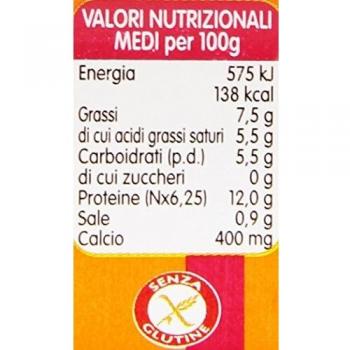 VALORI NUTRIZIONALI
MEDI per 100g
Energia 575 kJ
138 kcal
Grassi 7,5 g
di cui acidi grassi saturi 5,5 g
Carboidrati (p.d.) 5,5 g
di cui zuccheri 0 g
Proteine (Nx6,25) 12,0 g
Sale 0,9 g
Calcio 400 mg
SENZA
GLUTINE